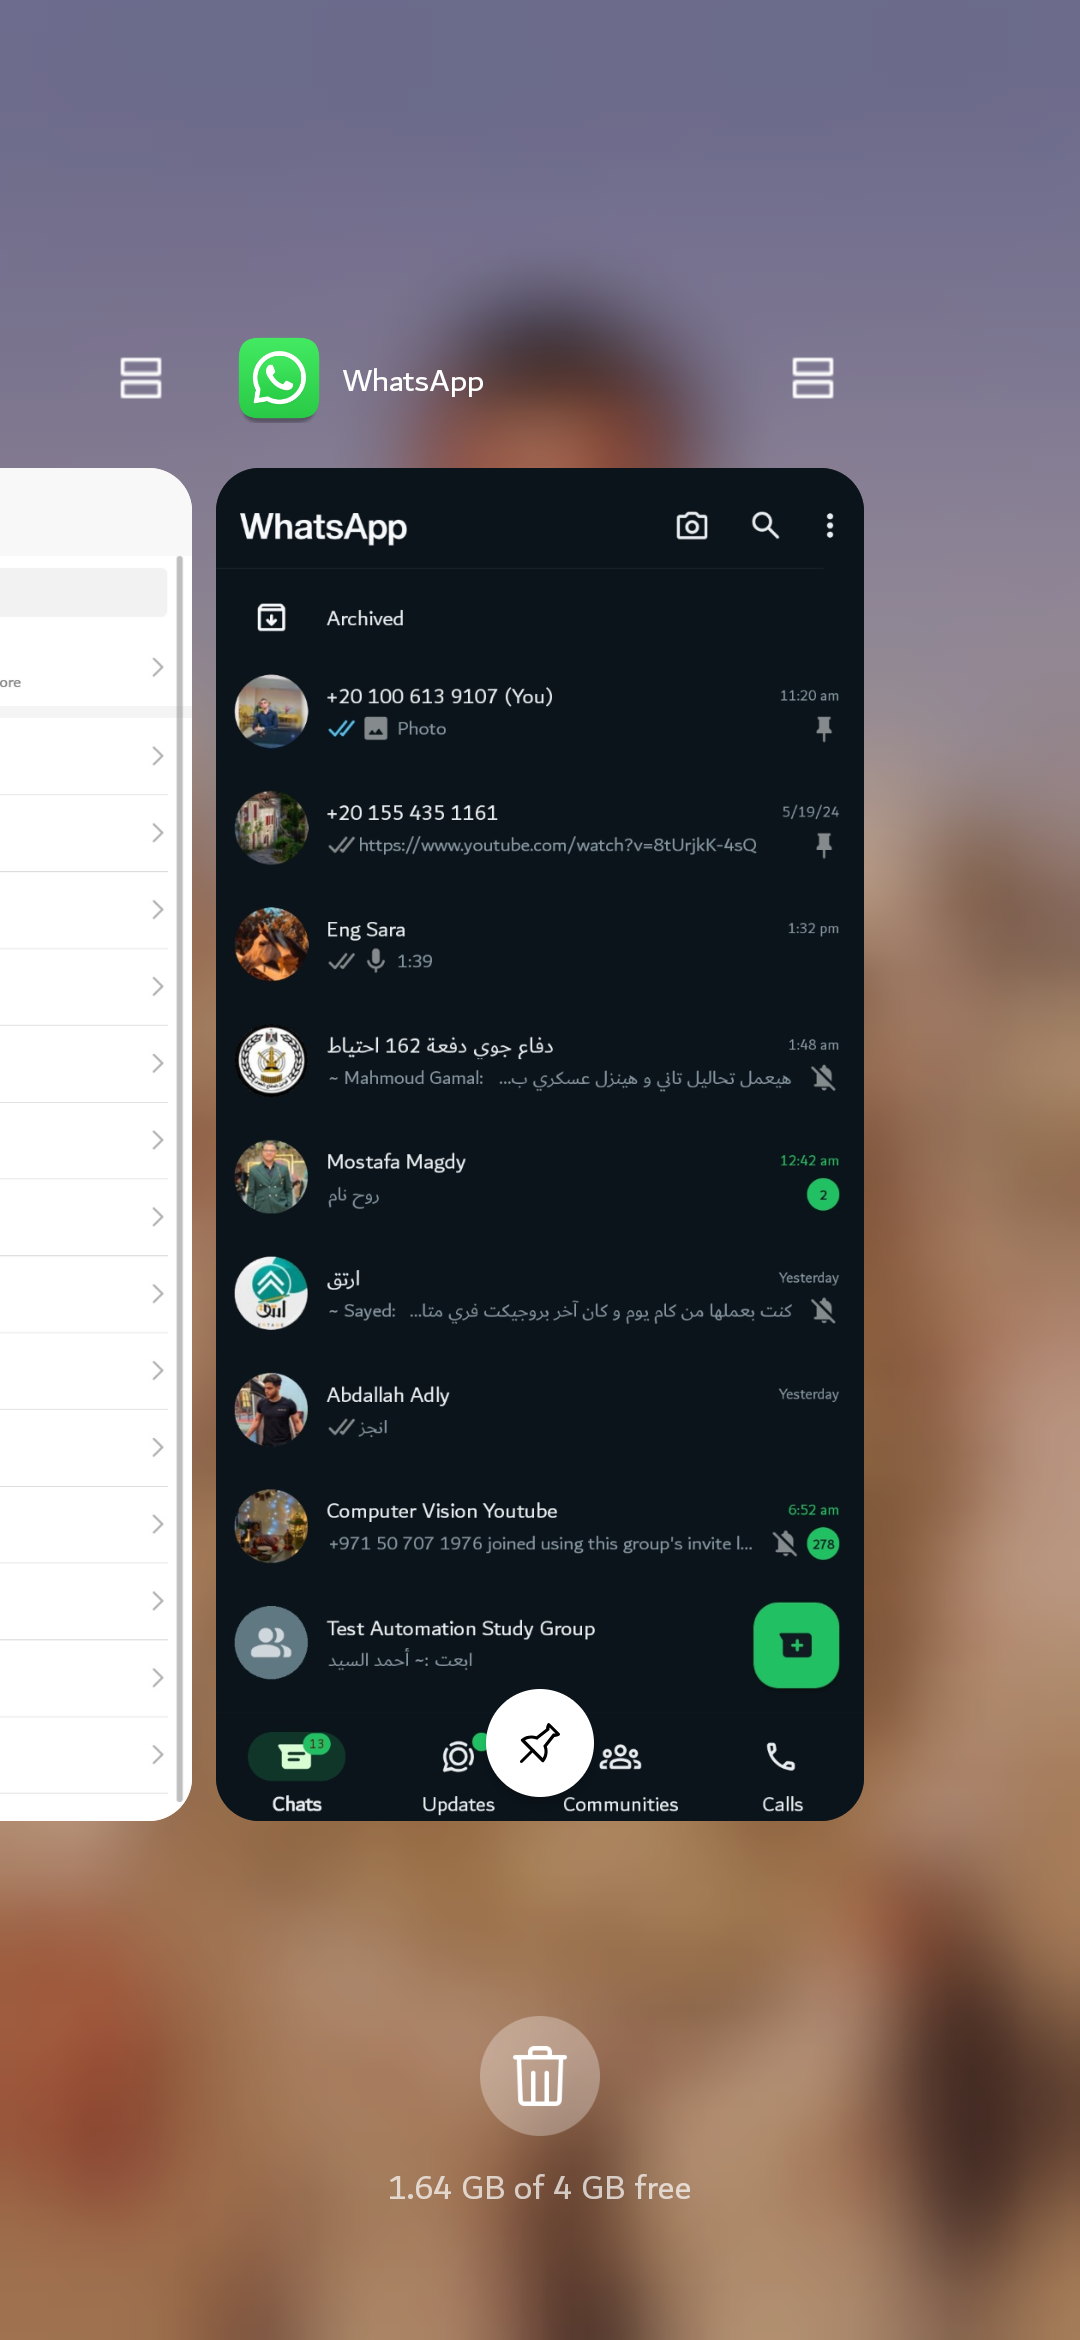 WhatsApp
ore
WhatsApp
Archived
+20 100 613 9107 (You)
11:20 am
Photo
+20 155 435 1161
5/19/24
https://www.youtube.com/watch?v=8tUrjkK-4sQ
Eng Sara
1:32 pm
1:39
دفاع جوي دفعة 162 احتياط
1:48 am
~ Mahmoud Gamal: هيعمل تحاليل تاني و هينزل عسكري ب...
Mostafa Magdy
12:42 am
روح نام
2
ارتق
Yesterday
~ Sayed: كنت بعملها من كام يوم و كان آخر بروجيكت فري متا...
Abdallah Adly
Yesterday
انجز
Computer Vision Youtube
6:52 am
+971 50 707 1976 joined using this group's invite l...
278
Test Automation Study Group
ابعت :~ أحمد السيد
13
Chats
Updates
Communities
Calls
1.64 GB of 4 GB free